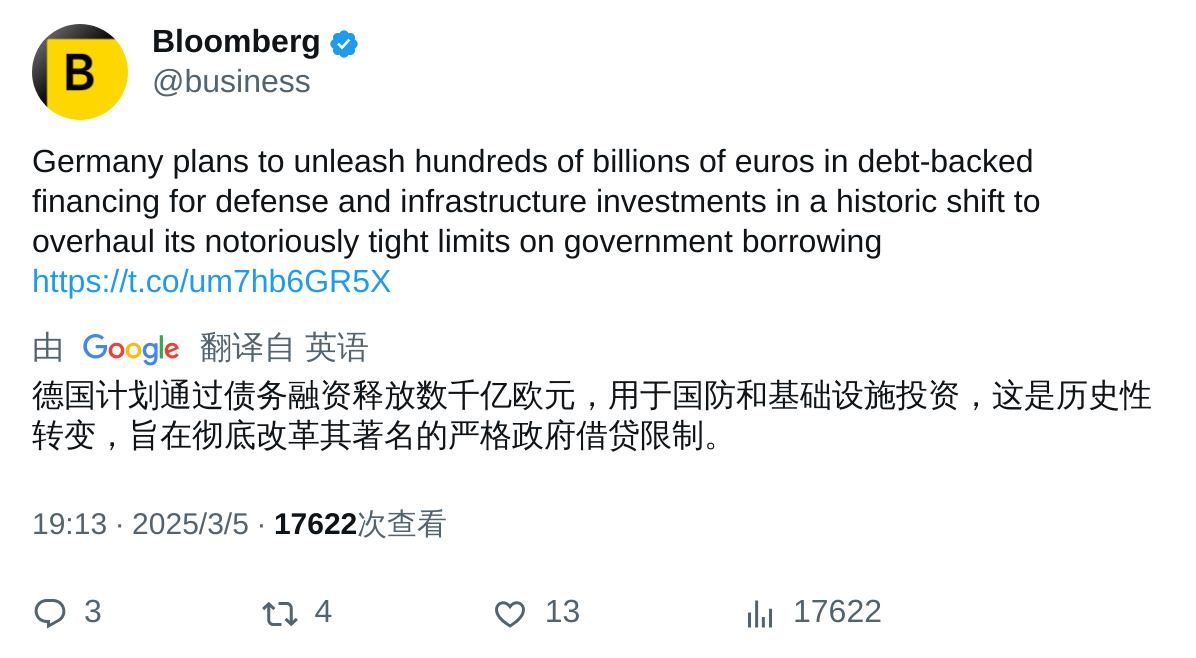 B
Bloomberg
@business
Germany plans to unleash hundreds of billions of euros in debt-backed
financing for defense and infrastructure investments in a historic shift to
overhaul its notoriously tight limits on government borrowing
https://t.co/um7hb6GR5X
由 Google 翻译自 英语
德国计划通过债务融资释放数千亿欧元，用于国防和基础设施投资，这是历史性
转变，旨在彻底改革其著名的严格政府借贷限制。
19:13 · 2025/3/5 · 17622次查看
3 4 13 17622